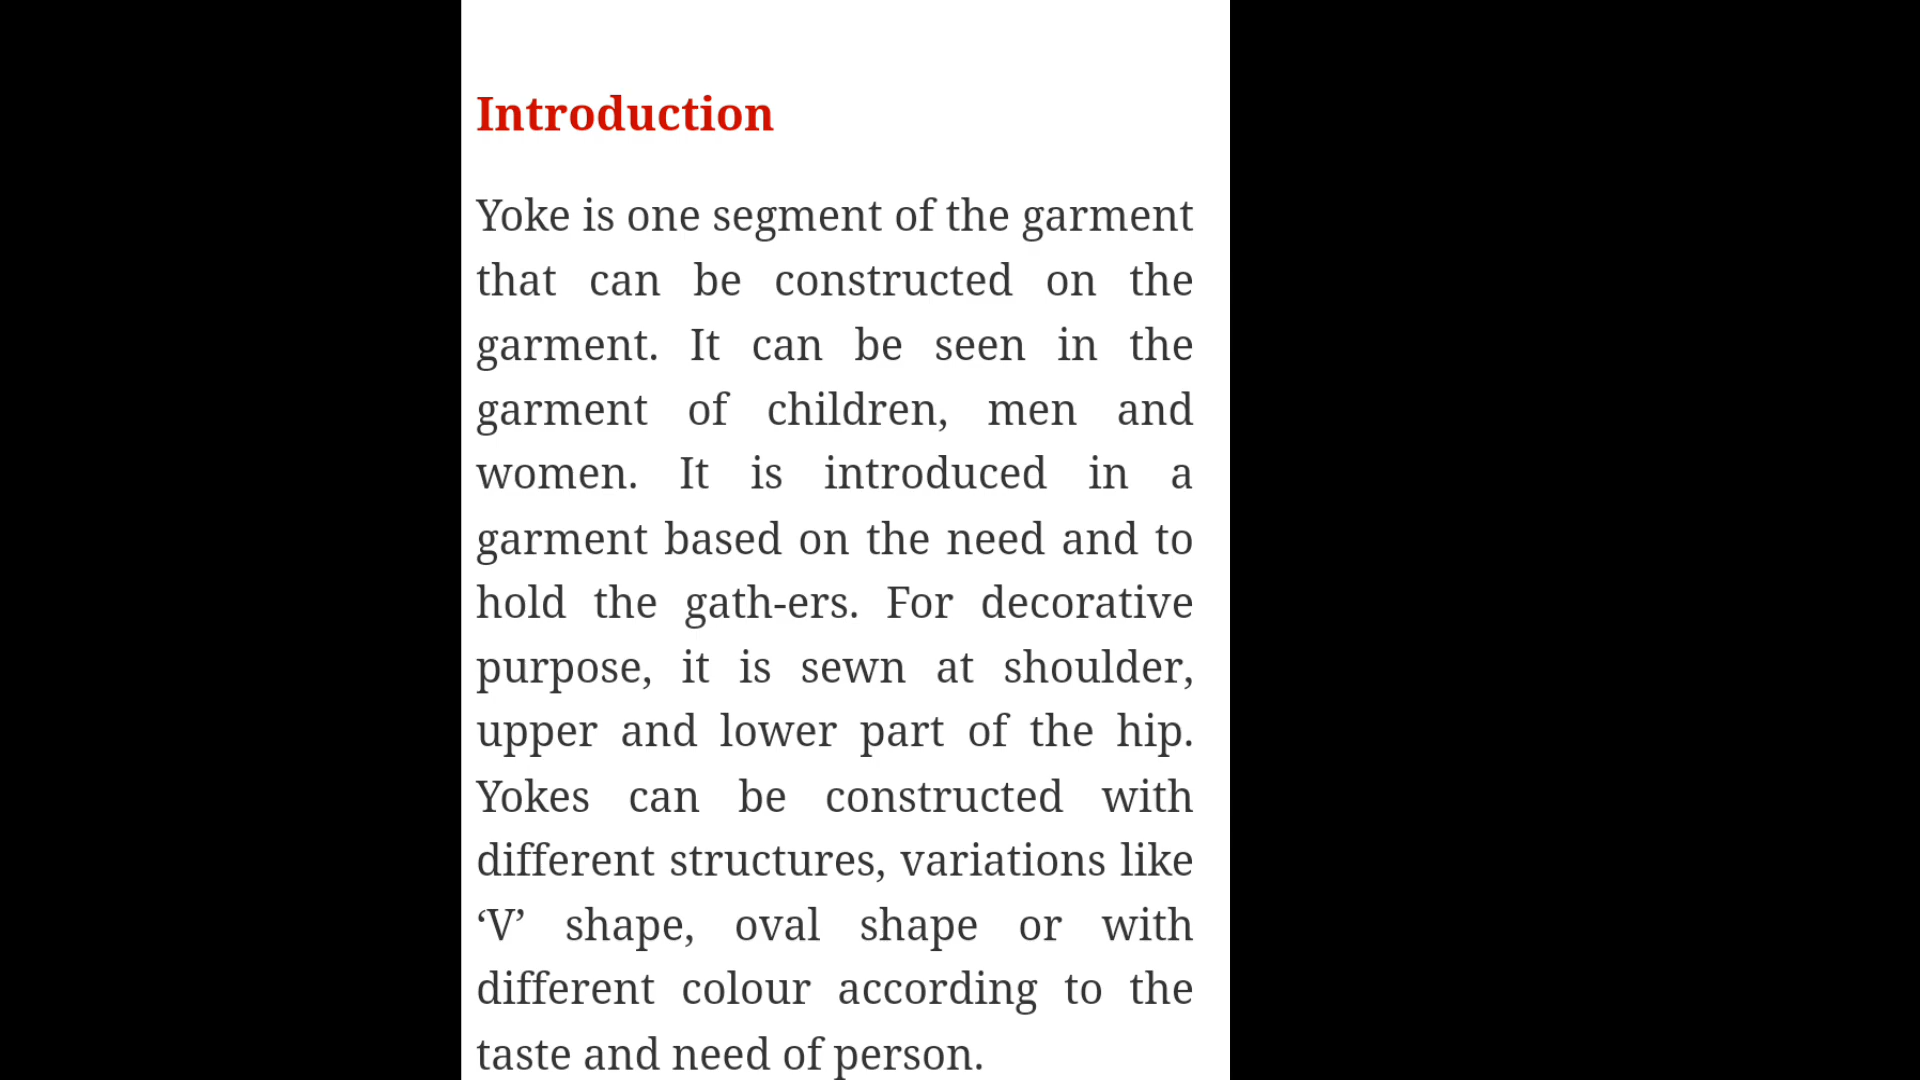 Introduction
Yoke is one segment of the garment
that can be constructed on the
garment. It can be seen in the
garment of children, men and
women. It is introduced in a
garment based on the need and to
hold the gath-ers. For decorative
purpose, it is sewn at shoulder,
upper and lower part of the hip.
Yokes can be constructed with
different structures, variations like
‘V’ shape, oval shape or with
different colour according to the
taste and need of person.